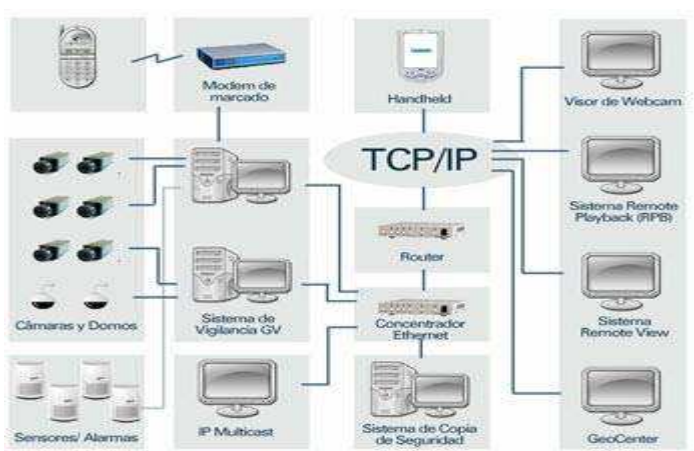 Modem de
marcado
Handheld
Visor de Webcam
TCP/IP
Sistema Remote
Playback (RPB)
Router
Câmaras y Domos
Sistema de
Vigilancia GV
Concentrador
Ethernet
Sistema
Remote View
Sensores/ Alarmas
IP Multicast
Sistema de Copia
de Seguridad
GeoCenter